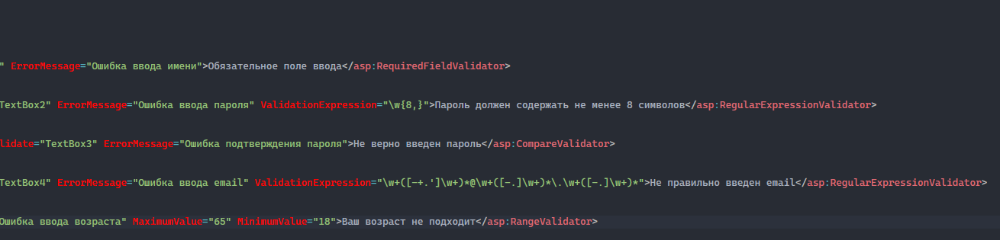 " ErrorMessage="Ошибка ввода имени">Обязательное поле ввода</asp:RequiredFieldValidator>
TextBox2" ErrorMessage="Ошибка ввода пароля" ValidationExpression="\w{8,}">Пароль должен содержать не менее 8 символов</asp:RegularExpressionValidator>
lidate="TextBox3" ErrorMessage="Ошибка подтверждения пароля">Не верно введен пароль</asp:CompareValidator>
TextBox4" ErrorMessage="Ошибка ввода email" ValidationExpression="\w+([-+.']\w+)*@\w+([-.]\w+)*\.\w+([-.]\w+)*">Не правильно введен email</asp:RegularExpressionValidator>
Ошибка ввода возраста" MaximumValue="65" MinimumValue="18">Ваш возраст не подходит</asp:RangeValidator>